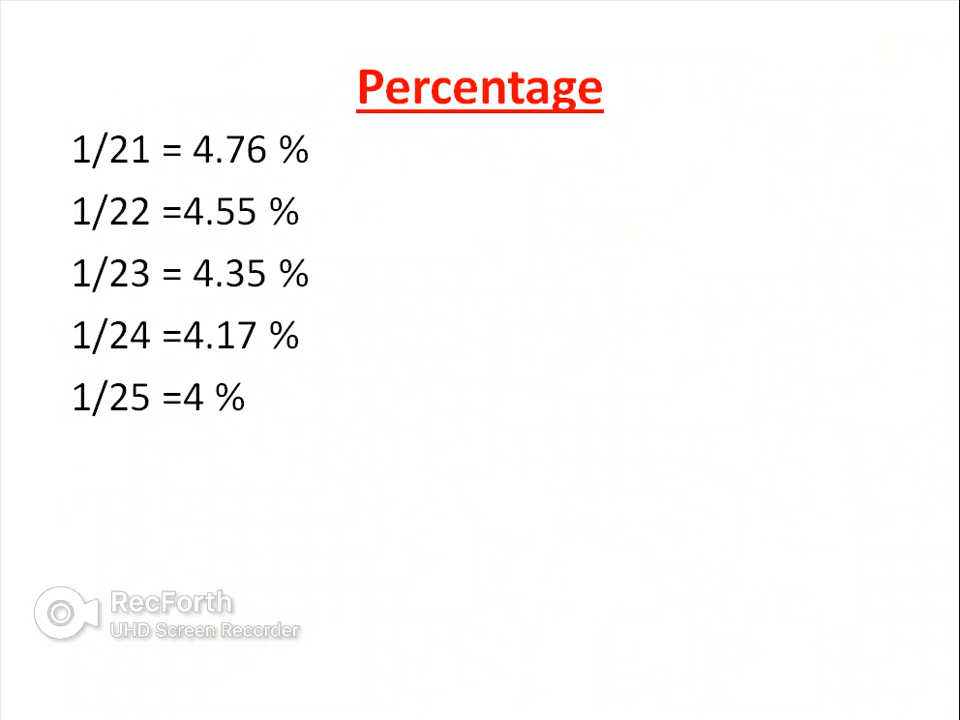 Percentage
1/21 = 4.76 %
1/22 =4.55 %
1/23 = 4.35 %
1/24 =4.17 %
1/25 =4 %
RecForth
UHD Screen Recorder